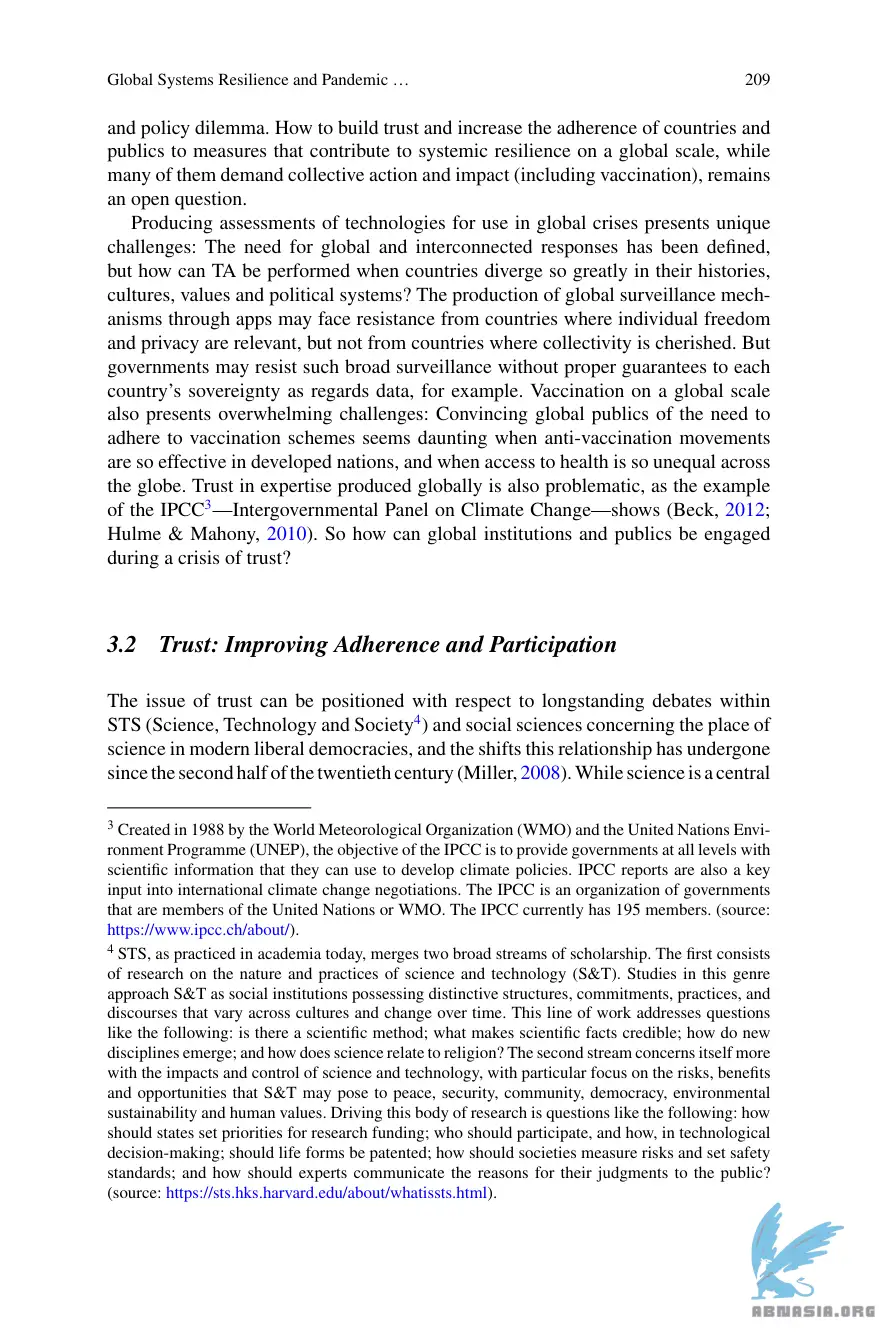 Global Systems Resilience and Pandemic …
209
and policy dilemma. How to build trust and increase the adherence of countries and
publics to measures that contribute to systemic resilience on a global scale, while
many of them demand collective action and impact (including vaccination), remains
an open question.
Producing assessments of technologies for use in global crises presents unique
challenges: The need for global and interconnected responses has been defined,
but how can TA be performed when countries diverge so greatly in their histories,
cultures, values and political systems? The production of global surveillance mech-
anisms through apps may face resistance from countries where individual freedom
and privacy are relevant, but not from countries where collectivity is cherished. But
governments may resist such broad surveillance without proper guarantees to each
country's sovereignty as regards data, for example. Vaccination on a global scale
also presents overwhelming challenges: Convincing global publics of the need to
adhere to vaccination schemes seems daunting when anti-vaccination movements
are so effective in developed nations, and when access to health is so unequal across
the globe. Trust in expertise produced globally is also problematic, as the example
of the IPCC3—Intergovernmental Panel on Climate Change—shows (Beck, 2012;
Hulme & Mahony, 2010). So how can global institutions and publics be engaged
during a crisis of trust?
3.2 Trust: Improving Adherence and Participation
The issue of trust can be positioned with respect to longstanding debates within
STS (Science, Technology and Society4) and social sciences concerning the place of
science in modern liberal democracies, and the shifts this relationship has undergone
since the second half of the twentieth century (Miller, 2008). While science is a central
3 Created in 1988 by the World Meteorological Organization (WMO) and the United Nations Envi-
ronment Programme (UNEP), the objective of the IPCC is to provide governments at all levels with
scientific information that they can use to develop climate policies. IPCC reports are also a key
input into international climate change negotiations. The IPCC is an organization of governments
that are members of the United Nations or WMO. The IPCC currently has 195 members. (source:
https://www.ipcc.ch/about/).
4 STS, as practiced in academia today, merges two broad streams of scholarship. The first consists
of research on the nature and practices of science and technology (S&T). Studies in this genre
approach S&T as social institutions possessing distinctive structures, commitments, practices, and
discourses that vary across cultures and change over time. This line of work addresses questions
like the following: is there a scientific method; what makes scientific facts credible; how do new
disciplines emerge; and how does science relate to religion? The second stream concerns itself more
with the impacts and control of science and technology, with particular focus on the risks, benefits
and opportunities that S&T may pose to peace, security, community, democracy, environmental
sustainability and human values. Driving this body of research is questions like the following: how
should states set priorities for research funding; who should participate, and how, in technological
decision-making; should life forms be patented; how should societies measure risks and set safety
standards; and how should experts communicate the reasons for their judgments to the public?
(source: https://sts.hks.harvard.edu/about/whatissts.html).
ABNASIA.ORG